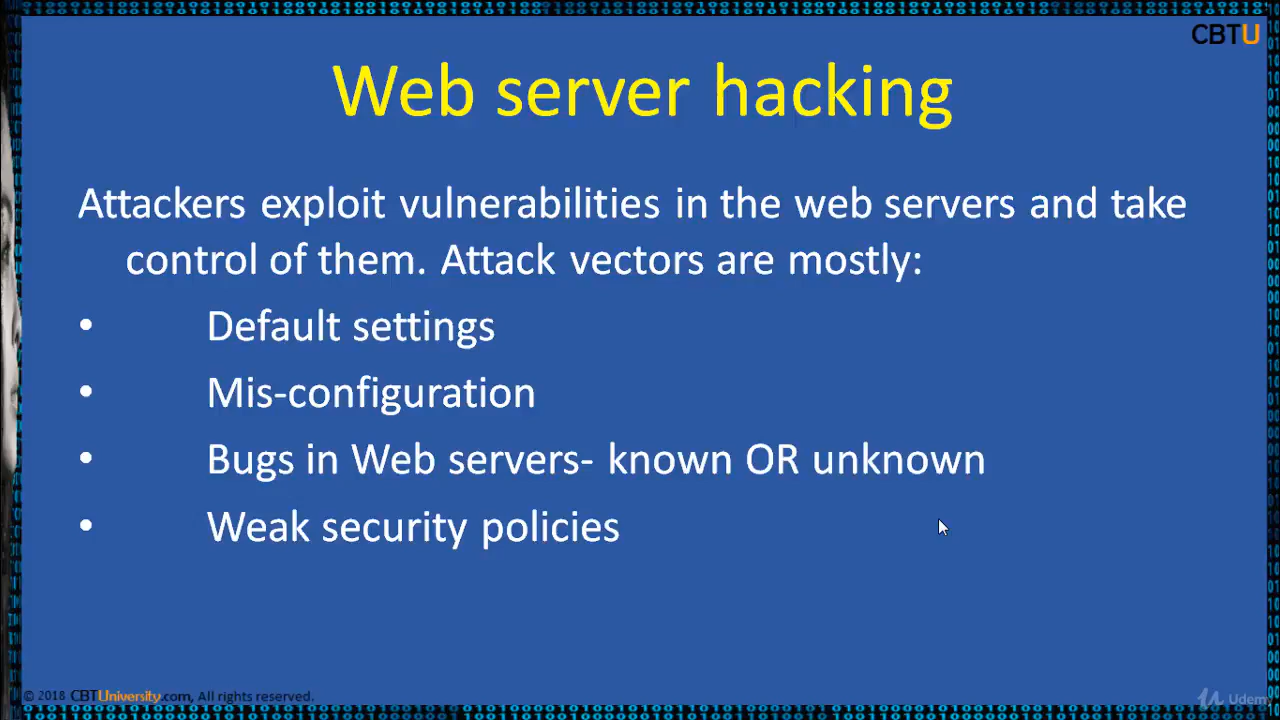 CBTU
Web server hacking
Attackers exploit vulnerabilities in the web servers and take
control of them. Attack vectors are mostly:
• Default settings
• Mis-configuration
• Bugs in Web servers- known OR unknown
• Weak security policies
© 2018 CBTUniversity.com, All rights reserved.
Udemy